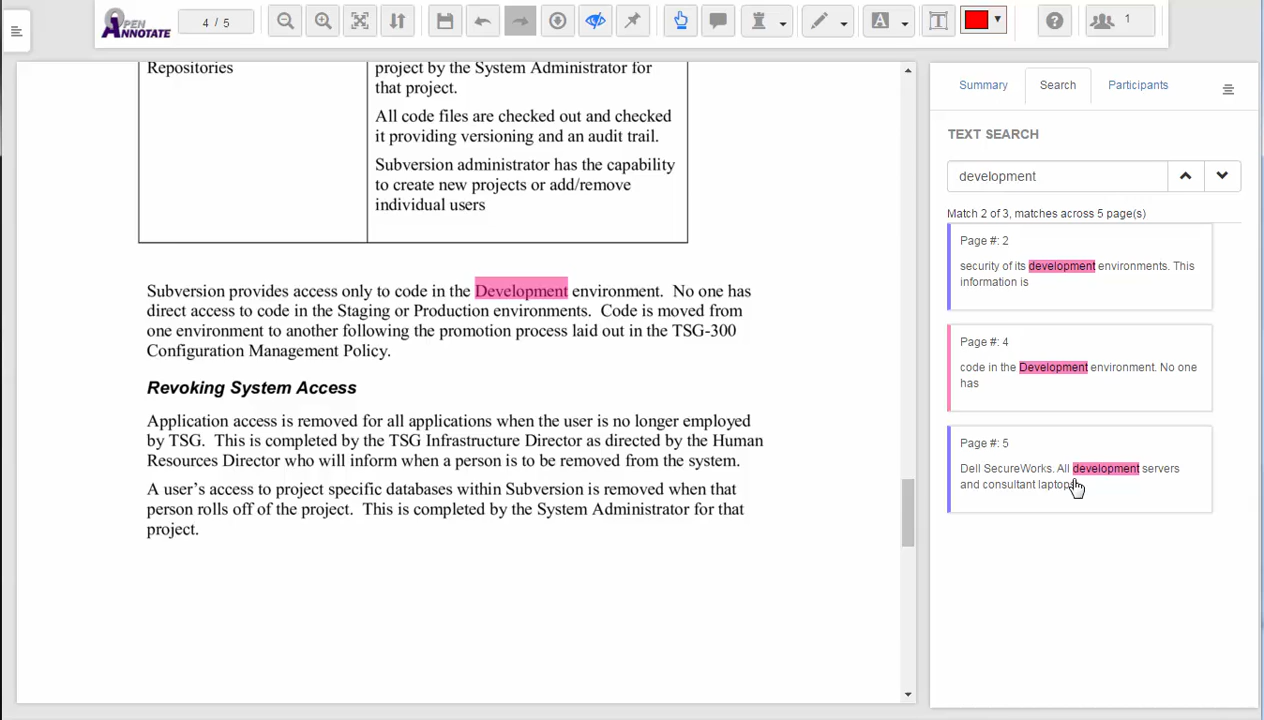 OPEN
ANNOTATE
4 / 5
A
T
?
1
Repositories
project by the System Administrator for
that project.
All code files are checked out and checked
it providing versioning and an audit trail.
Subversion administrator has the capability
to create new projects or add/remove
individual users
Subversion provides access only to code in the Development environment.  No one has
direct access to code in the Staging or Production environments.  Code is moved from
one environment to another following the promotion process laid out in the TSG-300
Configuration Management Policy.
Revoking System Access
Application access is removed for all applications when the user is no longer employed
by TSG.  This is completed by the TSG Infrastructure Director as directed by the Human
Resources Director who will inform when a person is to be removed from the system.
A user's access to project specific databases within Subversion is removed when that
person rolls off of the project.  This is completed by the System Administrator for that
project.
Summary
Search
Participants
TEXT SEARCH
development
Match 2 of 3, matches across 5 page(s)
Page #: 2
security of its development environments. This
information is
Page #: 4
code in the Development environment. No one
has
Page #: 5
Dell SecureWorks. All development servers
and consultant laptops